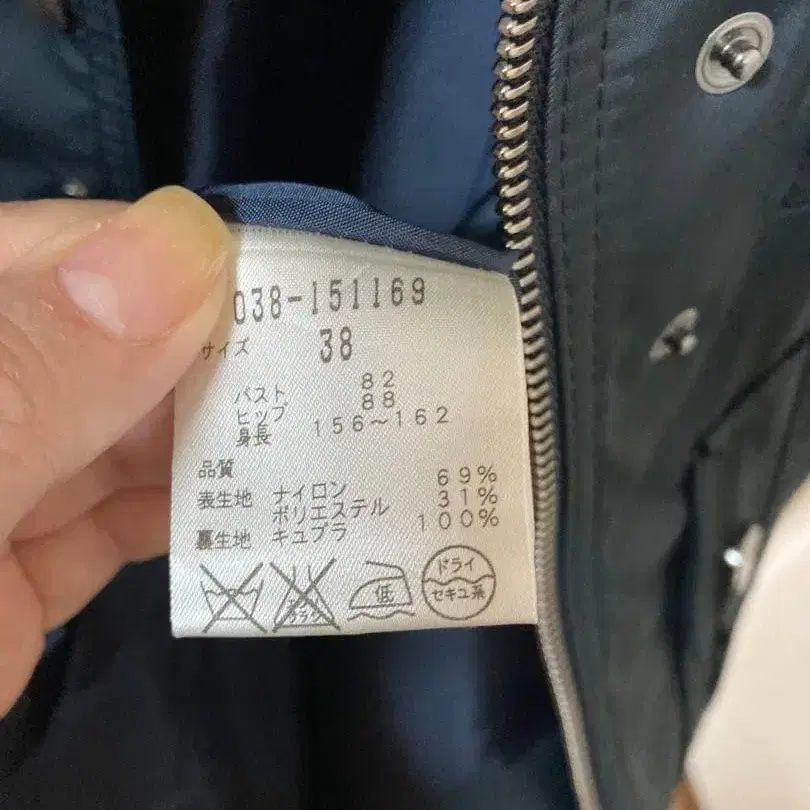 038-151169
サイズ 38
バスト 82
ヒップ 88
身長 156～162
品質
表生地 ナイロン 69%
ポリエステル 31%
裏生地 キュプラ 100%
低
ドライ
セキユ系